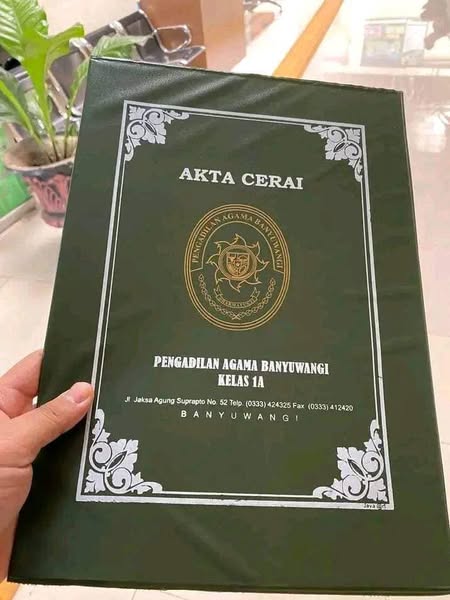 AKTA CERAI
PENGADILAN AGAMA BANYUWANGI
PENGADILAN AGAMA BANYUWANGI
KELAS 1A
Jl Jaksa Agung Suprapto No. 52 Telp. (0333) 424325 Fax (0333) 412420
BANYUWANGI